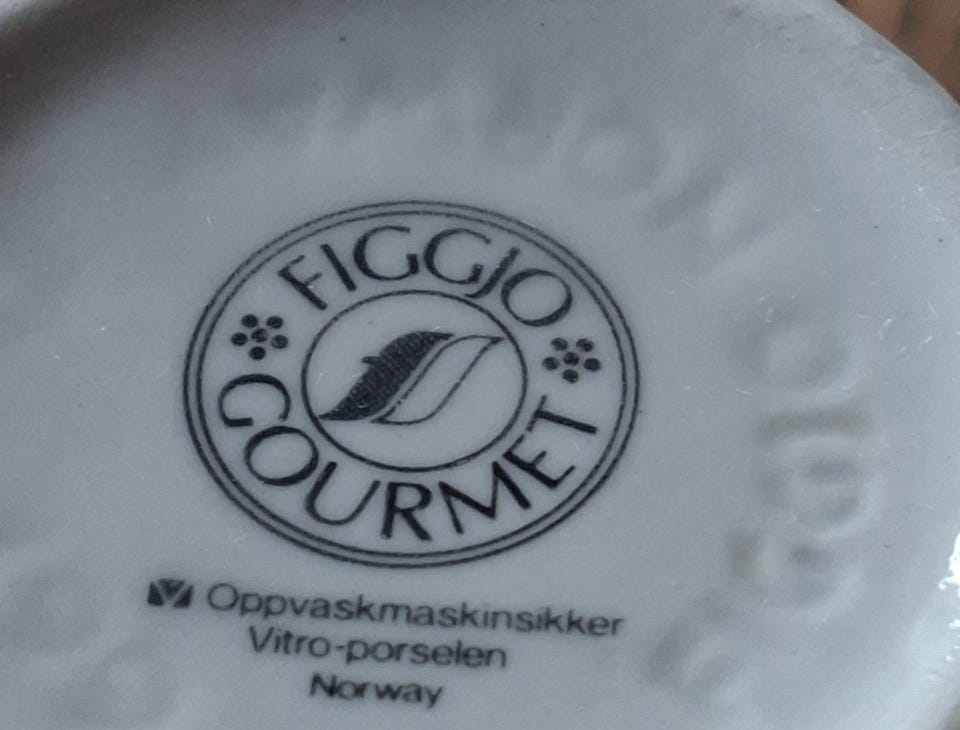 FIGGJO
GOURMET
Oppvaskmaskinsikker
Vitro-porselen
Norway